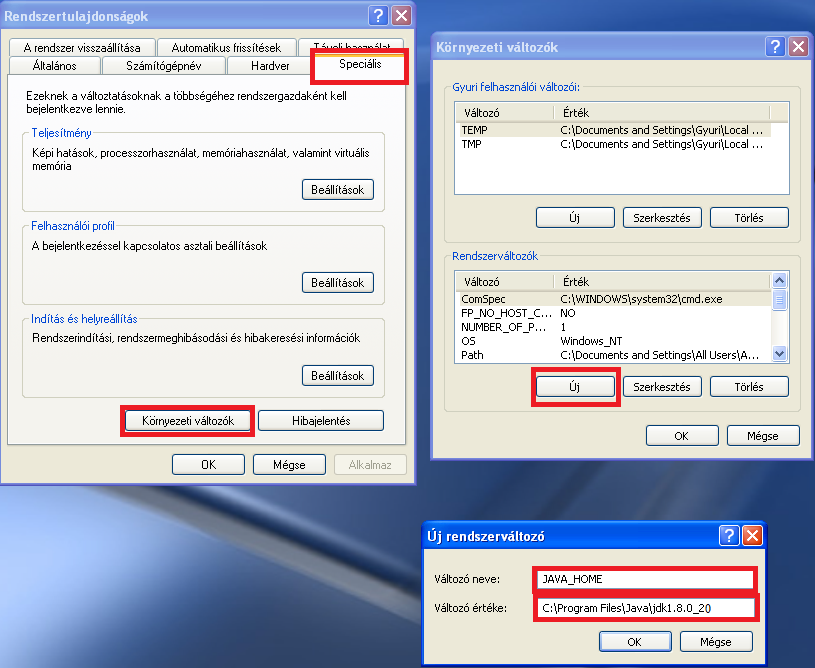 Rendszertulajdonságok
A rendszer visszaállítása
Automatikus frissítések
Távoli használat
Általános
Számítógépnév
Hardver
Speciális
Ezeknek a változtatásoknak a többségéhez rendszergazdaként kell
bejelentkezve lennie.
Teljesítmény
Képi hatások, processzorhasználat, memóriahasználat, valamint virtuális
memória
Beállítások
Felhasználói profil
A bejelentkezéssel kapcsolatos asztali beállítások
Beállítások
Indítás és helyreállítás
Rendszerindítási, rendszermeghibásodási és hibakeresési információk
Beállítások
Környezeti változók
Hibajelentés
OK
Mégse
Alkalmaz
Környezeti változók
Gyuri felhasználói változói:
Változó Érték
TEMP C:\Documents and Settings\Gyuri\Local ...
TMP C:\Documents and Settings\Gyuri\Local ...
Új
Szerkesztés
Törlés
Rendszerváltozók
Változó Érték
ComSpec C:\WINDOWS\system32\cmd.exe
FP_NO_HOST_C... NO
NUMBER_OF_P... 1
OS Windows_NT
Path C:\Documents and Settings\All Users\A...
Új
Szerkesztés
Törlés
OK
Mégse
Új rendszerváltozó
Változó neve: JAVA_HOME
Változó értéke: C:\Program Files\Java\jdk1.8.0_20
OK
Mégse